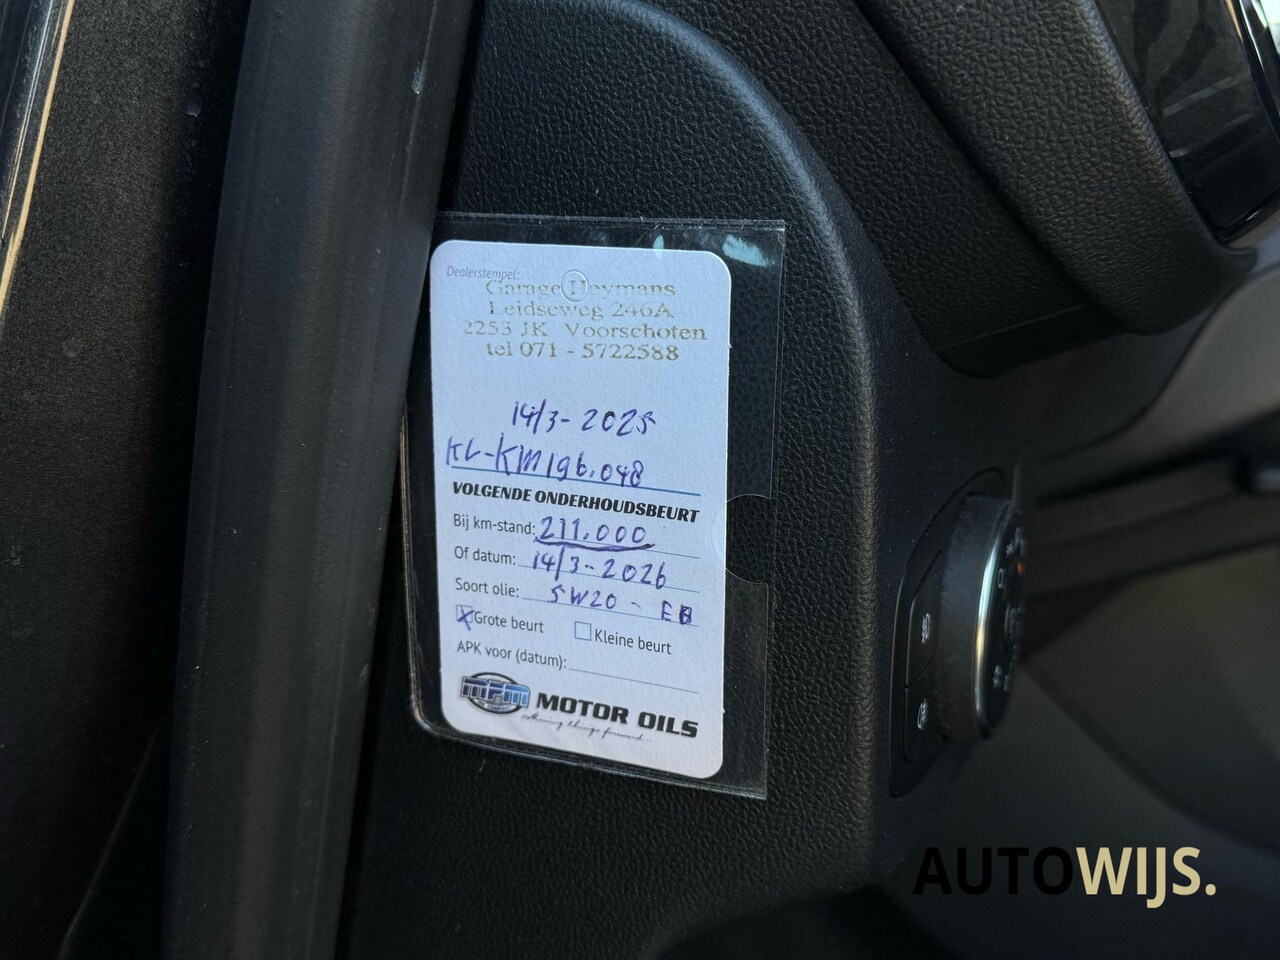 Dealerstempel:
Garage Heymans
Leidseweg 246A
2253 JK Voorschoten
tel 071 - 5722588
14/3-2025
KL-KM 196.048
VOLGENDE ONDERHOUDSBEURT
Bij km-stand: 211.000
Of datum: 14/3-2026
Soort olie: 5W20 - EB
Grote beurt Kleine beurt
APK voor (datum):
mpm MOTOR OILS
AUTOWIJS.